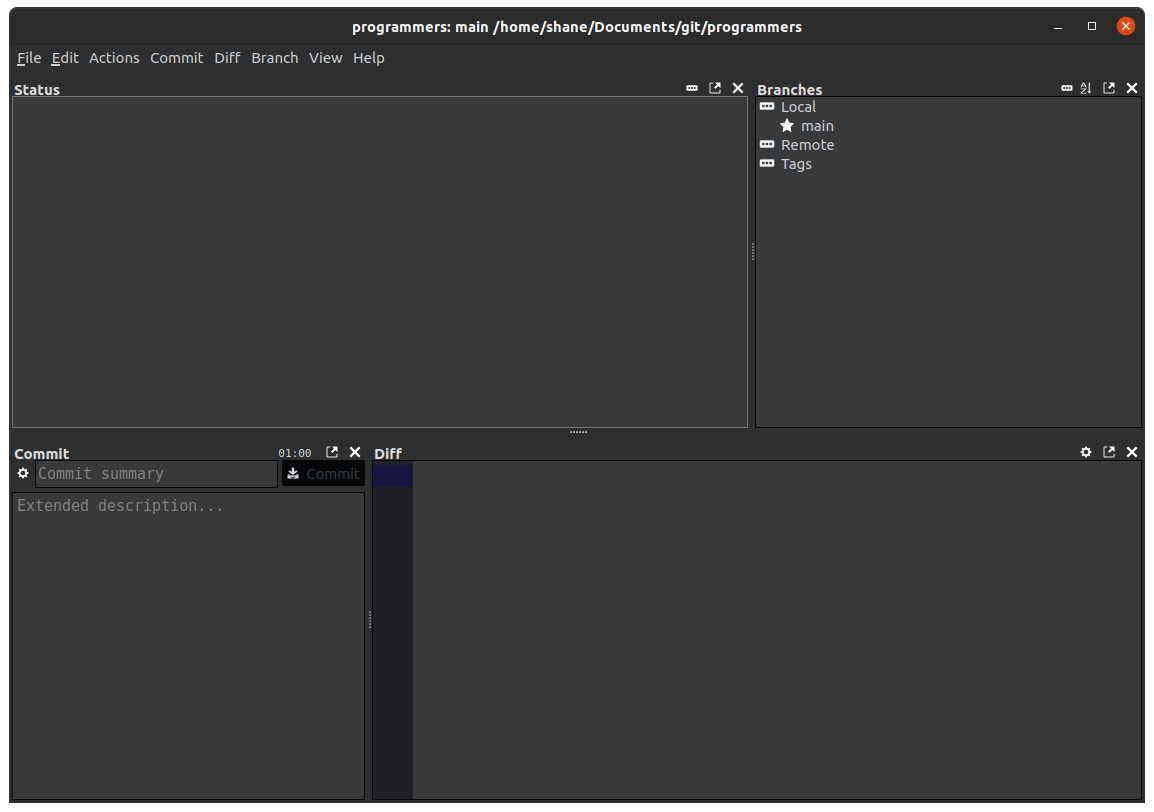 programmers: main /home/shane/Documents/git/programmers
File Edit Actions Commit Diff Branch View Help
Status
Branches
Local
main
Remote
Tags
Commit 01:00
Commit summary Commit
Extended description...
Diff